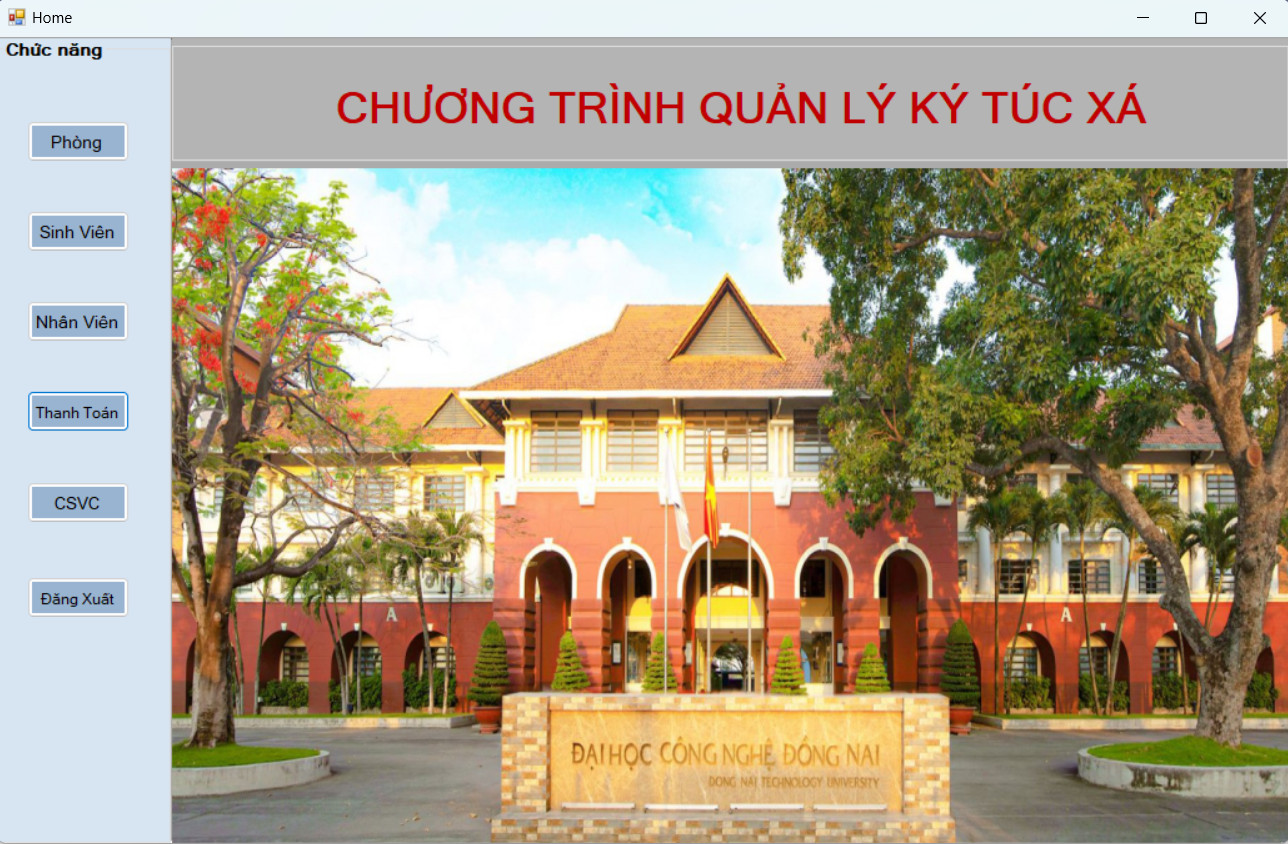 Home
Chức năng
CHƯƠNG TRÌNH QUẢN LÝ KÝ TÚC XÁ
Phòng
Sinh Viên
Nhân Viên
Thanh Toán
CSVC
Đăng Xuất
A
A
ĐẠI HỌC CÔNG NGHỆ ĐỒNG NAI
DONG NAI TECHNOLOGY UNIVERSITY